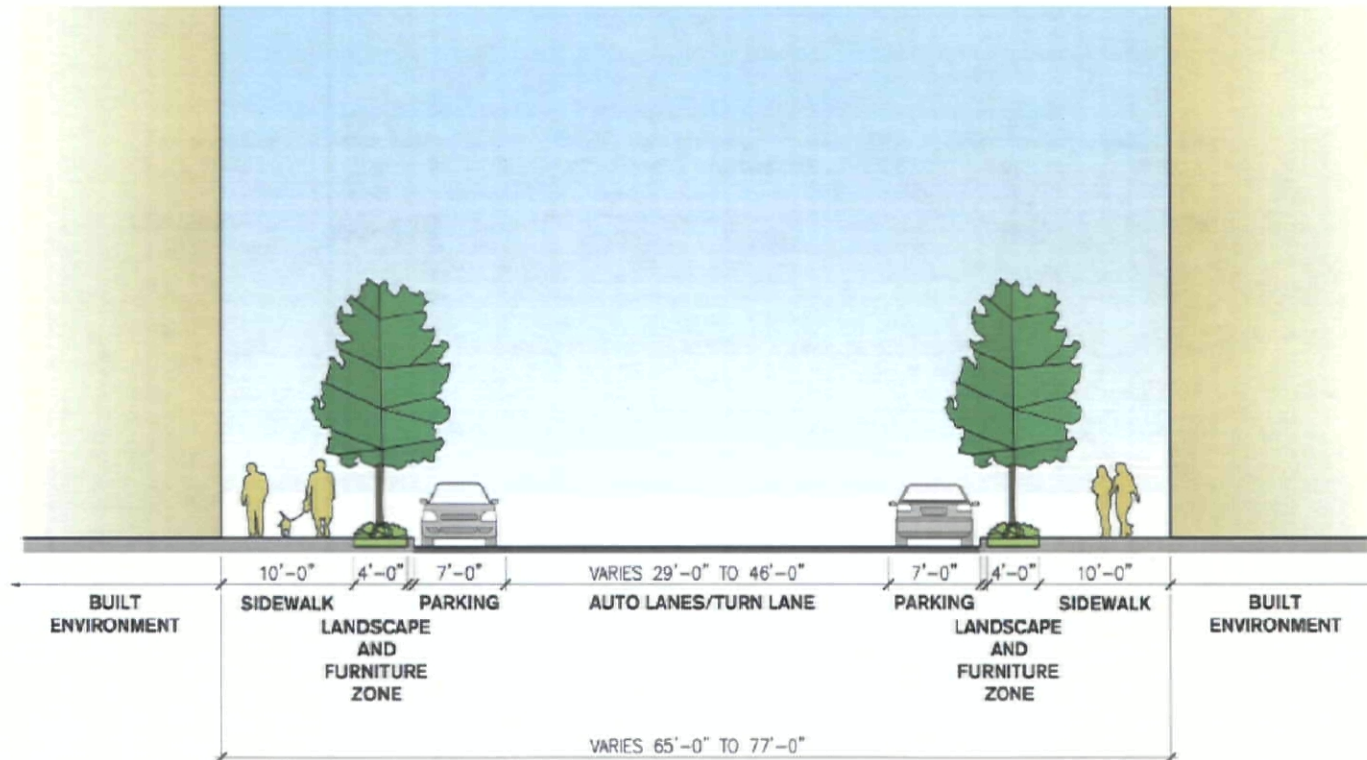 10'-0" 4'-0" 7'-0" VARIES 29'-0" TO 46'-0" 7'-0" 4'-0" 10'-0"
BUILT
ENVIRONMENT
SIDEWALK
LANDSCAPE
AND
FURNITURE
ZONE
PARKING
AUTO LANES/TURN LANE
PARKING
LANDSCAPE
AND
FURNITURE
ZONE
SIDEWALK
BUILT
ENVIRONMENT
VARIES 65'-0" TO 77'-0"